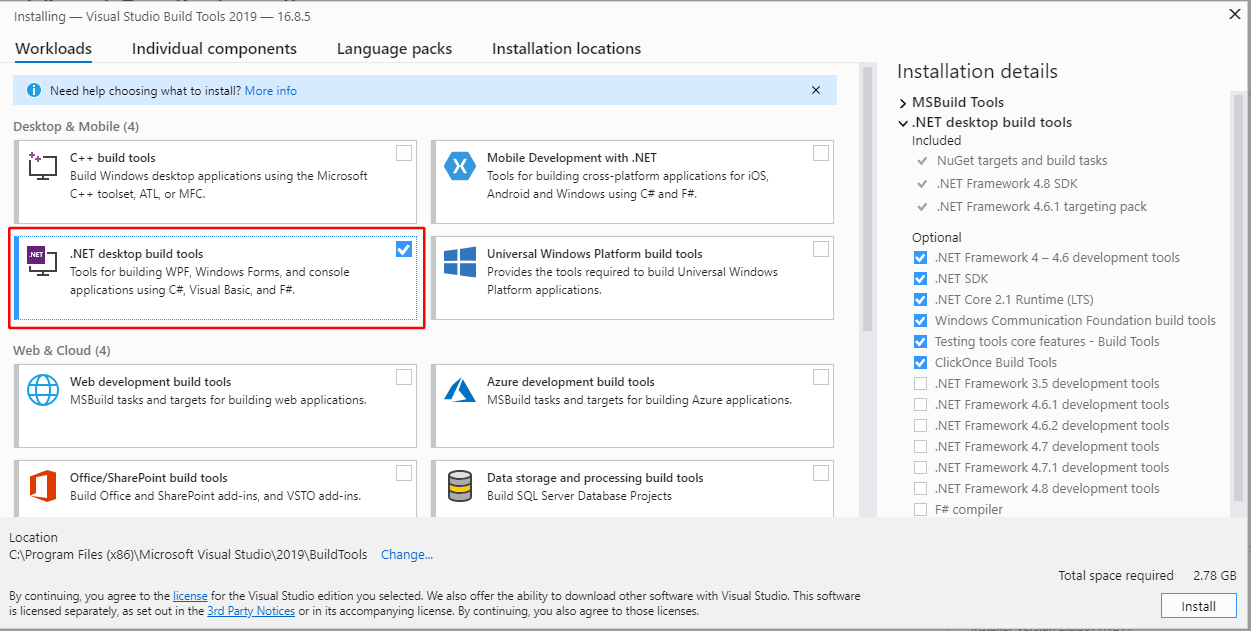 Installing — Visual Studio Build Tools 2019 — 16.8.5
Workloads
Individual components
Language packs
Installation locations
Need help choosing what to install? More info
Desktop & Mobile (4)
C++ build tools
Build Windows desktop applications using the Microsoft
C++ toolset, ATL, or MFC.
Mobile Development with .NET
Tools for building cross-platform applications for iOS,
Android and Windows using C# and F#.
.NET
.NET desktop build tools
Tools for building WPF, Windows Forms, and console
applications using C#, Visual Basic, and F#.
Universal Windows Platform build tools
Provides the tools required to build Universal Windows
Platform applications.
Web & Cloud (4)
Web development build tools
MSBuild tasks and targets for building web applications.
Azure development build tools
MSBuild tasks and targets for building Azure applications.
Office/SharePoint build tools
Build Office and SharePoint add-ins, and VSTO add-ins.
Data storage and processing build tools
Build SQL Server Database Projects
Installation details
MSBuild Tools
.NET desktop build tools
Included
NuGet targets and build tasks
.NET Framework 4.8 SDK
.NET Framework 4.6.1 targeting pack
Optional
.NET Framework 4 – 4.6 development tools
.NET SDK
.NET Core 2.1 Runtime (LTS)
Windows Communication Foundation build tools
Testing tools core features - Build Tools
ClickOnce Build Tools
.NET Framework 3.5 development tools
.NET Framework 4.6.1 development tools
.NET Framework 4.6.2 development tools
.NET Framework 4.7 development tools
.NET Framework 4.7.1 development tools
.NET Framework 4.8 development tools
F# compiler
Location
C:\Program Files (x86)\Microsoft Visual Studio\2019\BuildTools Change...
Total space required 2.78 GB
By continuing, you agree to the license for the Visual Studio edition you selected. We also offer the ability to download other software with Visual Studio. This software
is licensed separately, as set out in the 3rd Party Notices or in its accompanying license. By continuing, you also agree to those licenses.
Install